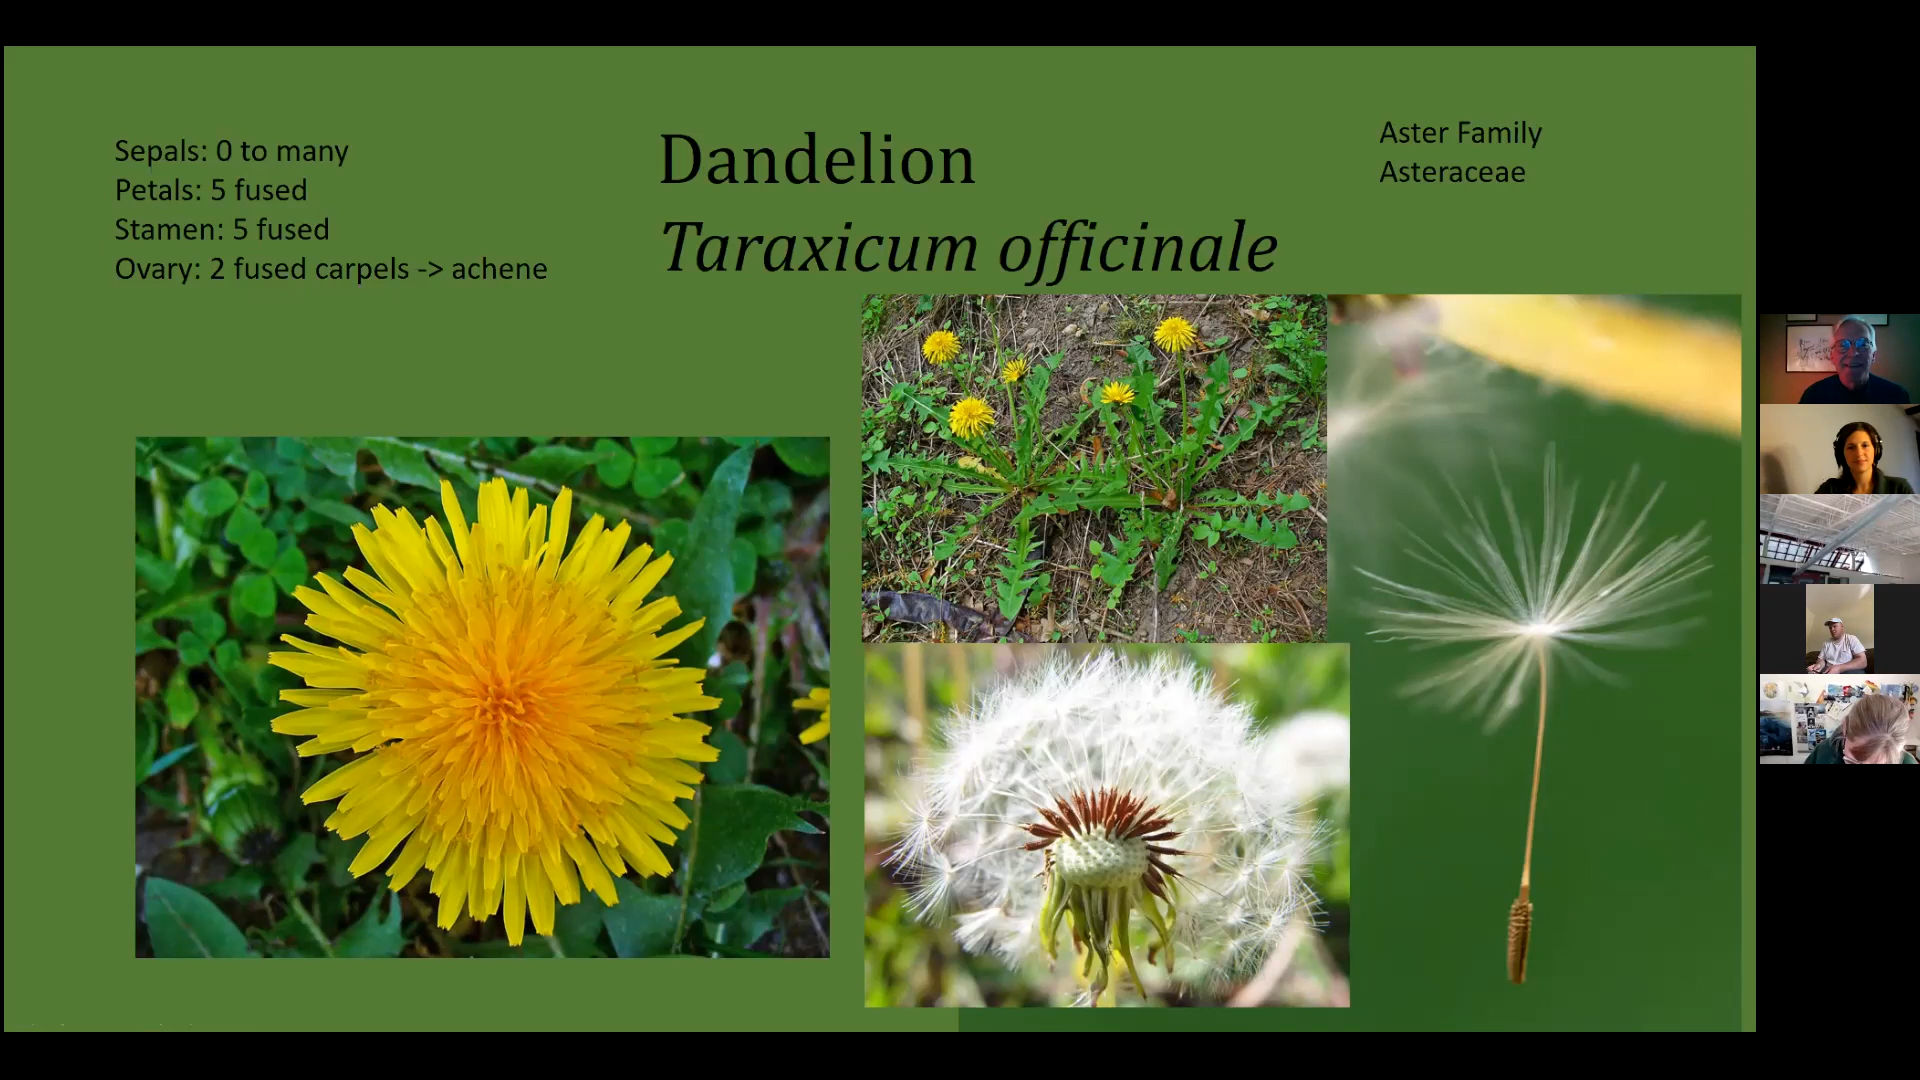 Sepals: 0 to many
Petals: 5 fused
Stamen: 5 fused
Ovary: 2 fused carpels -> achene
Dandelion
Taraxicum officinale
Aster Family
Asteraceae